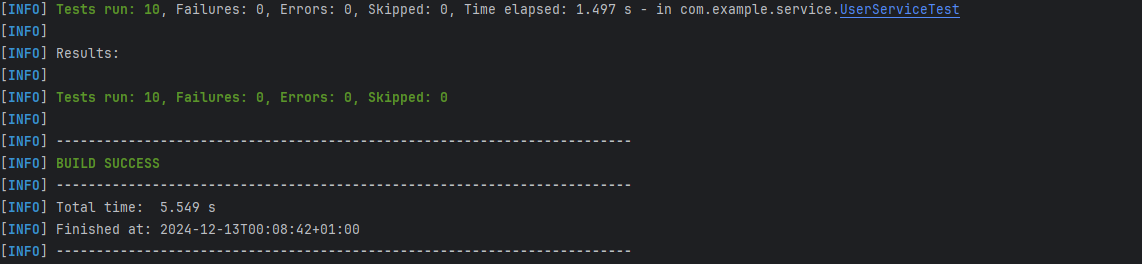 [INFO] Tests run: 10, Failures: 0, Errors: 0, Skipped: 0, Time elapsed: 1.497 s - in com.example.service.UserServiceTest
[INFO]
[INFO] Results:
[INFO]
[INFO] Tests run: 10, Failures: 0, Errors: 0, Skipped: 0
[INFO]
[INFO] ------------------------------------------------------------------------
[INFO] BUILD SUCCESS
[INFO] ------------------------------------------------------------------------
[INFO] Total time:  5.549 s
[INFO] Finished at: 2024-12-13T00:08:42+01:00
[INFO] ------------------------------------------------------------------------